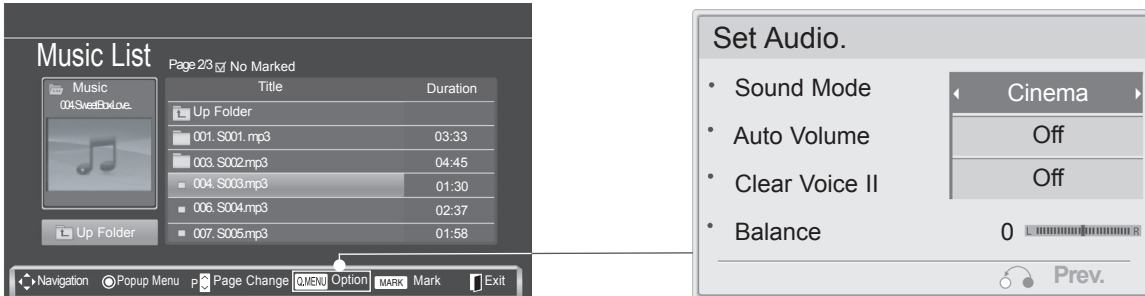 Music List
Page 2/3 No Marked
Music
004.SweetBoxLove..
Up Folder
Title Duration
Up Folder
001. S001. mp3 03:33
003. S002.mp3 04:45
004. S003.mp3 01:30
006. S004.mp3 02:37
007. S005.mp3 01:58
Navigation Popup Menu P Page Change Q.MENU Option MARK Mark Exit
Set Audio.
• Sound Mode Cinema
• Auto Volume Off
• Clear Voice II Off
• Balance 0 L R
Prev.